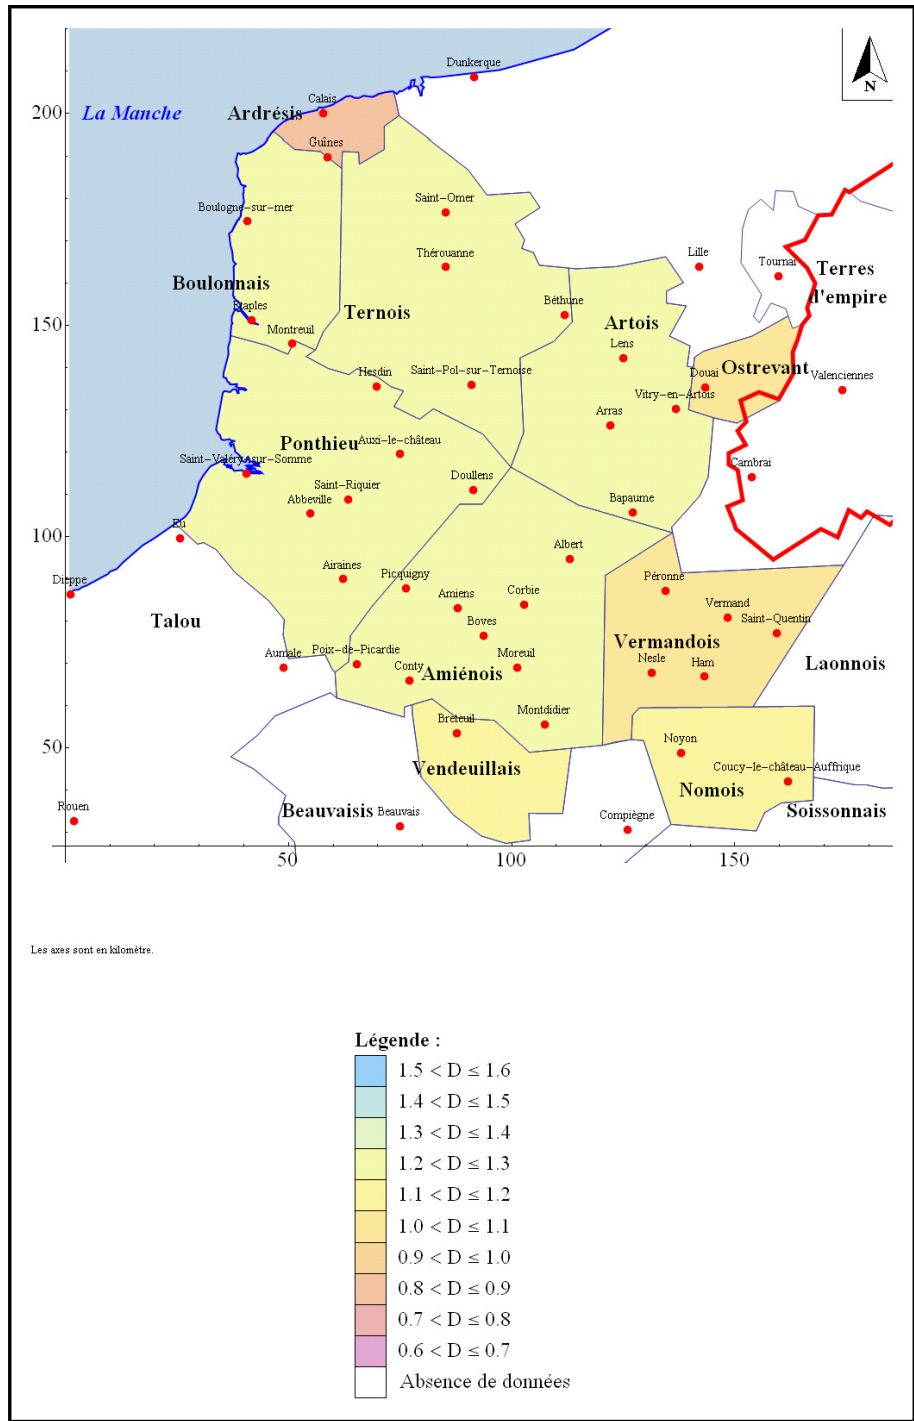 Dunkerque
N
200
La Manche
Ardrésis
Calais
Guînes
Saint-Omer
Boulogne-sur-mer
Thérouanne
Lille
Tournai
Terres
d'empire
Boulonnais
Etaples
Ternois
Béthune
Artois
150
Montreuil
Lens
Hesdin
Saint-Pol-sur-Ternoise
Douai
Ostrevant
Valenciennes
Vitry-en-Artois
Arras
Ponthieu
Auxi-le-château
Saint-Valéry-sur-Somme
Cambrai
Doullens
Saint-Riquier
Abbeville
Bapaume
Eu
100
Albert
Airaines
Picquigny
Dieppe
Péronne
Amiens
Corbie
Vermand
Saint-Quentin
Talou
Boves
Vermandois
Aumale
Poix-de-Picardie
Moreuil
Nesle
Ham
Laonnois
Conty
Amiénois
Breteuil
Montdidier
50
Noyon
Vendeuillais
Coucy-le-château-Auffrique
Nomois
Rouen
Beauvaisis
Beauvais
Compiègne
Soissonnais
50
100
150
Les axes sont en kilomètre.
Légende :
1.5 < D ≤ 1.6
1.4 < D ≤ 1.5
1.3 < D ≤ 1.4
1.2 < D ≤ 1.3
1.1 < D ≤ 1.2
1.0 < D ≤ 1.1
0.9 < D ≤ 1.0
0.8 < D ≤ 0.9
0.7 < D ≤ 0.8
0.6 < D ≤ 0.7
Absence de données